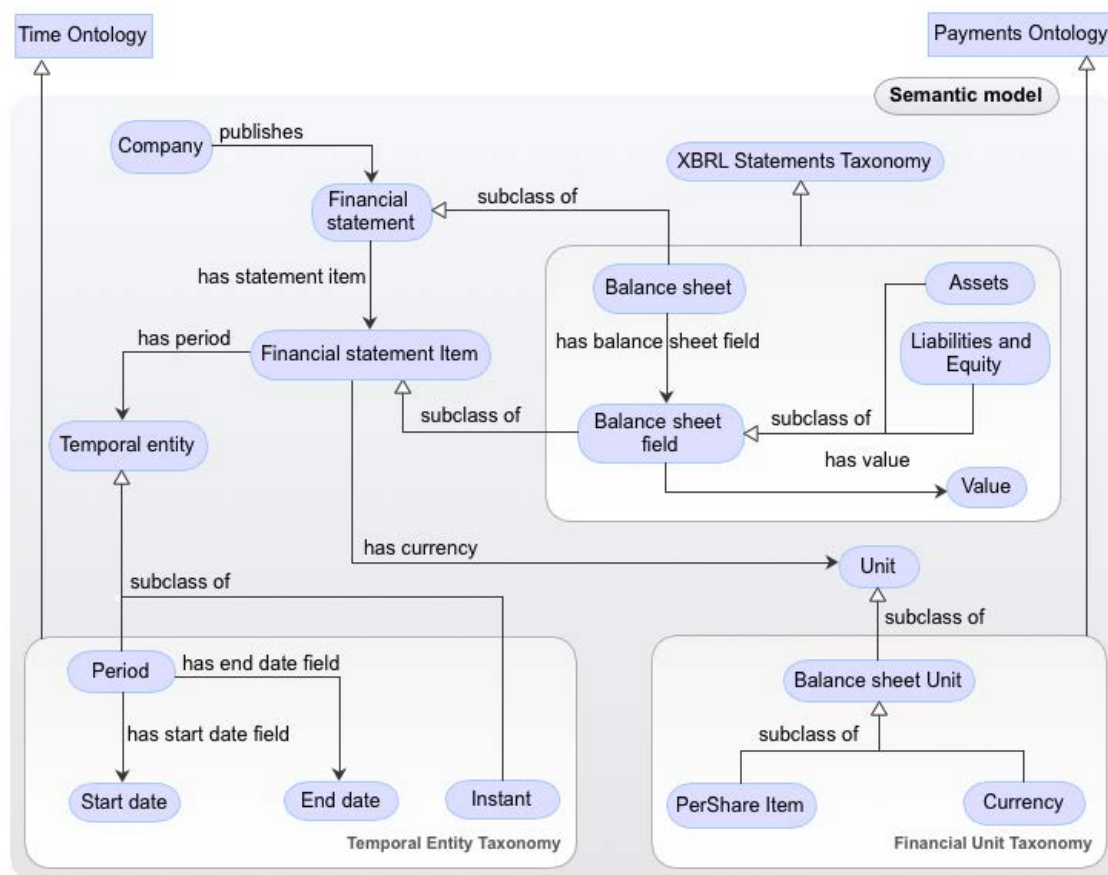 Time Ontology
Payments Ontology
Semantic model
publishes
Company
XBRL Statements Taxonomy
Financial
statement
subclass of
has statement item
Balance sheet
Assets
has period
Financial statement Item
has balance sheet field
Liabilities and
Equity
Temporal entity
subclass of
Balance sheet
field
subclass of
has value
Value
has currency
Unit
subclass of
subclass of
Period
has end date field
Balance sheet Unit
has start date field
subclass of
Start date
End date
Instant
PerShare Item
Currency
Temporal Entity Taxonomy
Financial Unit Taxonomy